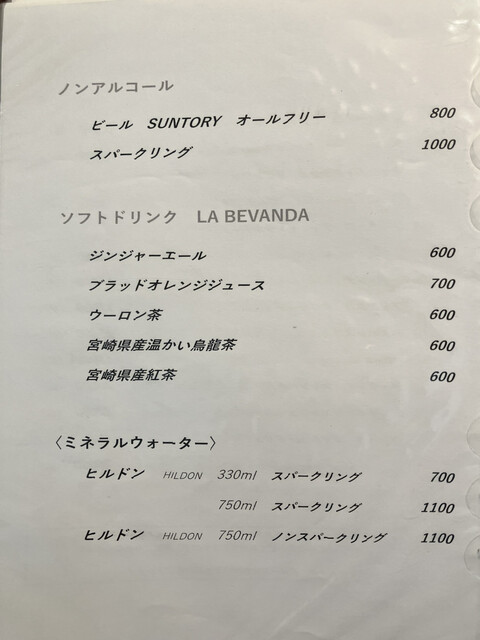 ノンアルコール
ビール SUNTORY オールフリー 800
スパークリング 1000
ソフトドリンク LA BEVANDA
ジンジャーエール 600
ブラッドオレンジジュース 700
ウーロン茶 600
宮崎県産温かい烏龍茶 600
宮崎県産紅茶 600
〈ミネラルウォーター〉
ヒルドン HILDON 330ml スパークリング 700
750ml スパークリング 1100
ヒルドン HILDON 750ml ノンスパークリング 1100